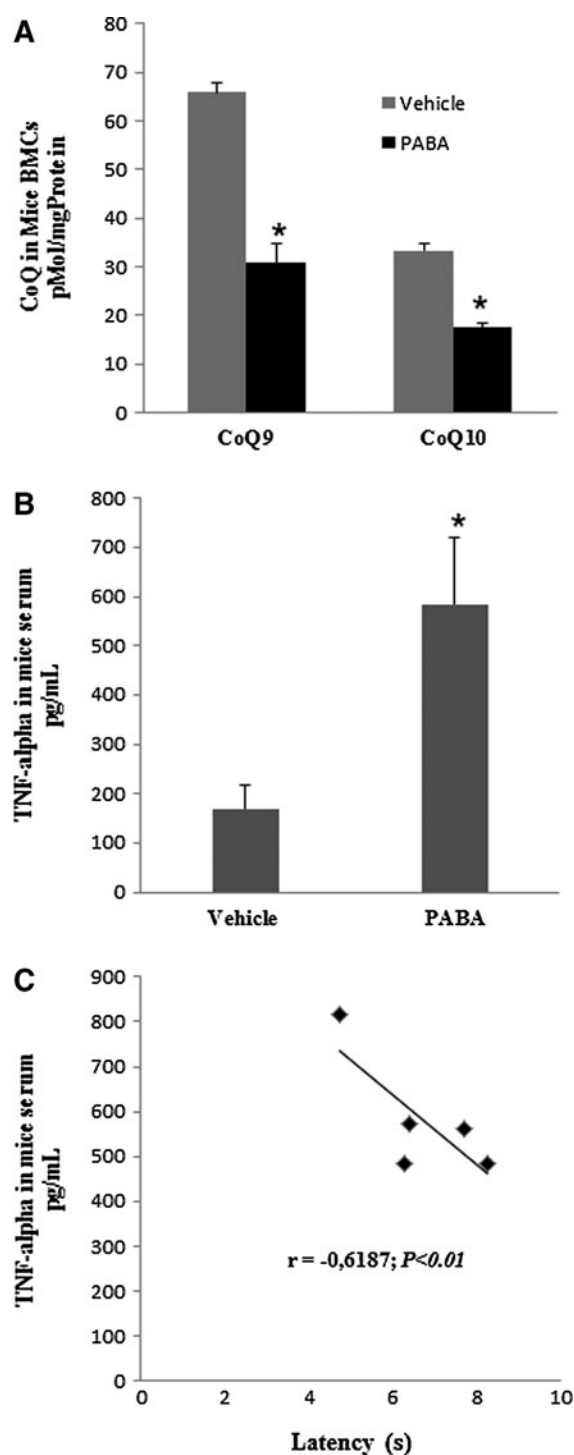 A
CoQ in Mice BMCs
pMol/mgProtein
80
70
60
50
40
30
20
10
0
Vehicle
PABA
*
*
CoQ9 CoQ10
B
TNF-alpha in mice serum
pg/mL
800
700
600
500
400
300
200
100
0
*
Vehicle PABA
C
TNF-alpha in mice serum
pg/mL
900
800
700
600
500
400
300
200
100
0
r = -0,6187; P<0.01
0 2 4 6 8 10
Latency (s)